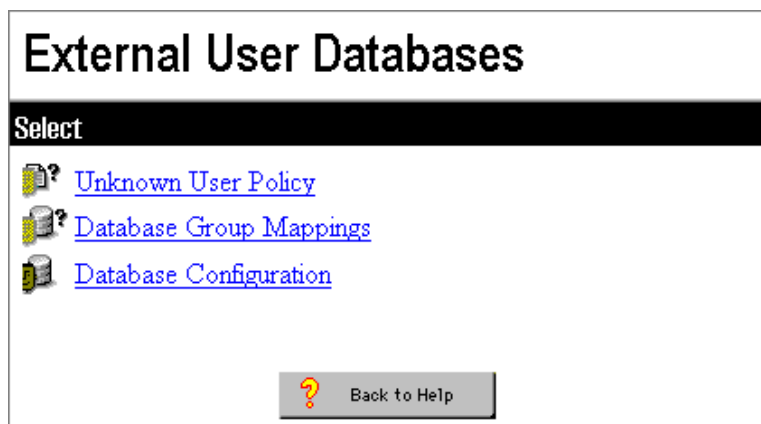 External User Databases
Select
Unknown User Policy
Database Group Mappings
Database Configuration
Back to Help